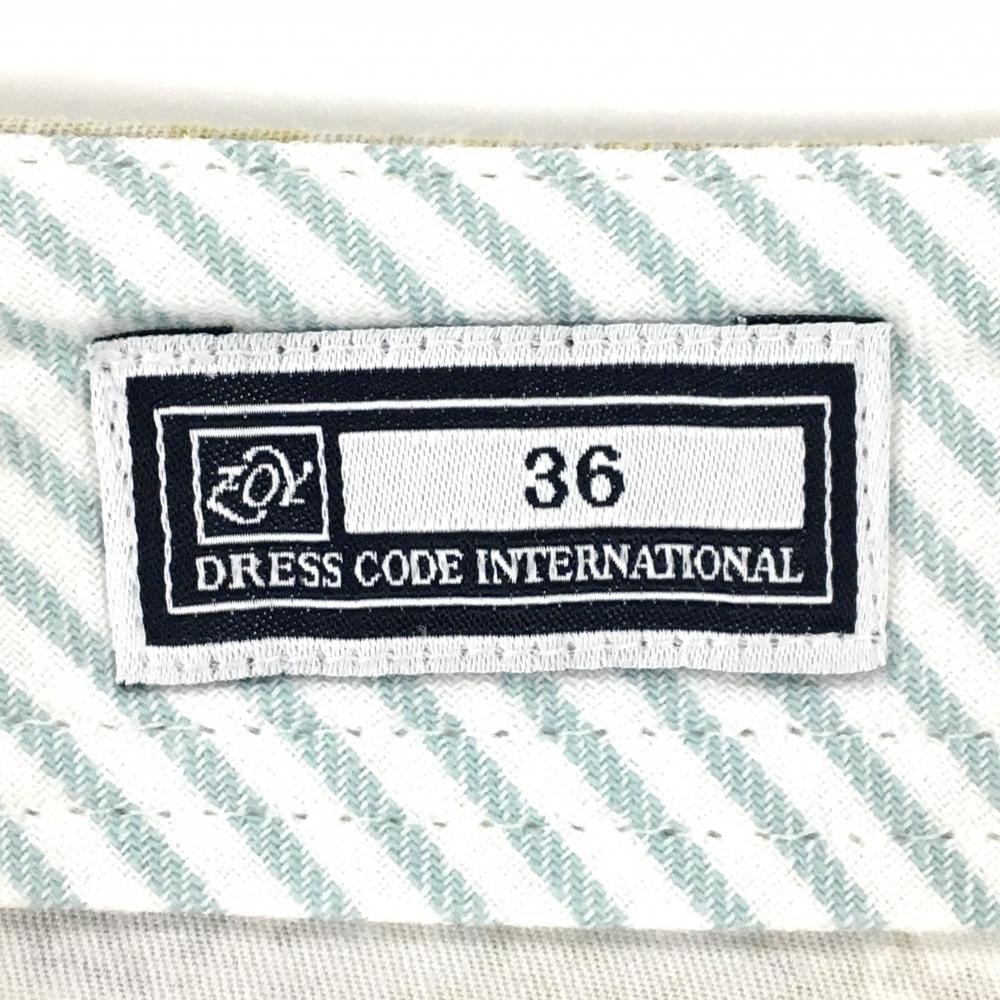 ZOY
36
DRESS CODE INTERNATIONAL